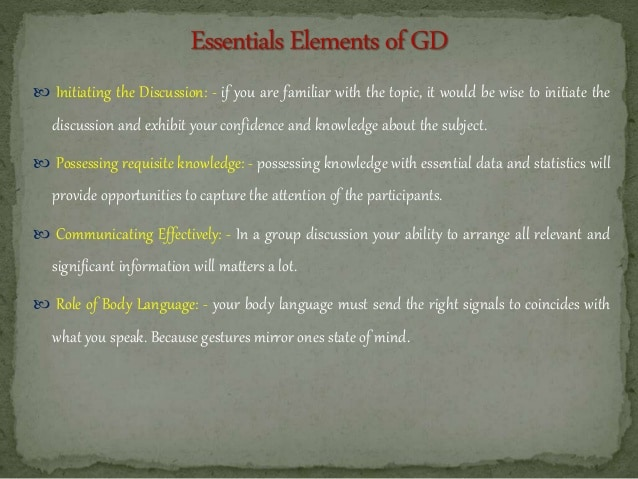 Essentials Elements of GD
Initiating the Discussion: - if you are familiar with the topic, it would be wise to initiate the
discussion and exhibit your confidence and knowledge about the subject.
Possessing requisite knowledge: - possessing knowledge with essential data and statistics will
provide opportunities to capture the attention of the participants.
Communicating Effectively: - In a group discussion your ability to arrange all relevant and
significant information will matters a lot.
Role of Body Language: - your body language must send the right signals to coincides with
what you speak. Because gestures mirror ones state of mind.